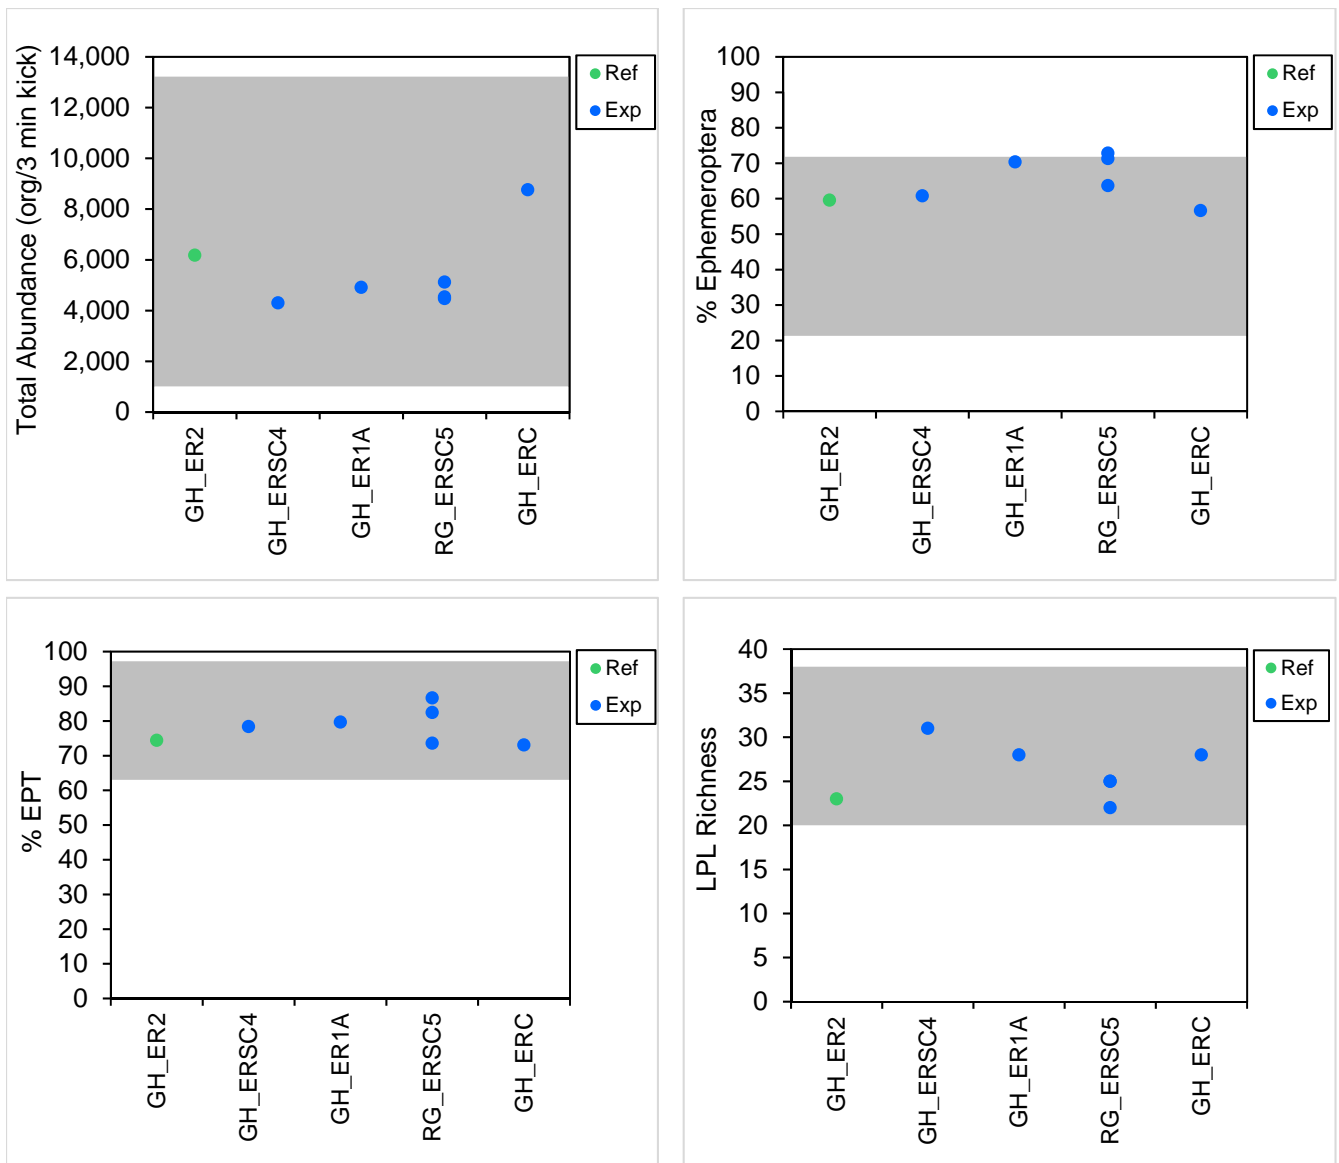 Total Abundance (org/3 min kick)
14,000
12,000
10,000
8,000
6,000
4,000
2,000
0
GH_ER2
GH_ERSC4
GH_ER1A
RG_ERSC5
GH_ERC
Ref
Exp
% Ephemeroptera
100
90
80
70
60
50
40
30
20
10
0
GH_ER2
GH_ERSC4
GH_ER1A
RG_ERSC5
GH_ERC
Ref
Exp
% EPT
100
90
80
70
60
50
40
30
20
10
0
GH_ER2
GH_ERSC4
GH_ER1A
RG_ERSC5
GH_ERC
Ref
Exp
LPL Richness
40
35
30
25
20
15
10
5
0
GH_ER2
GH_ERSC4
GH_ER1A
RG_ERSC5
GH_ERC
Ref
Exp